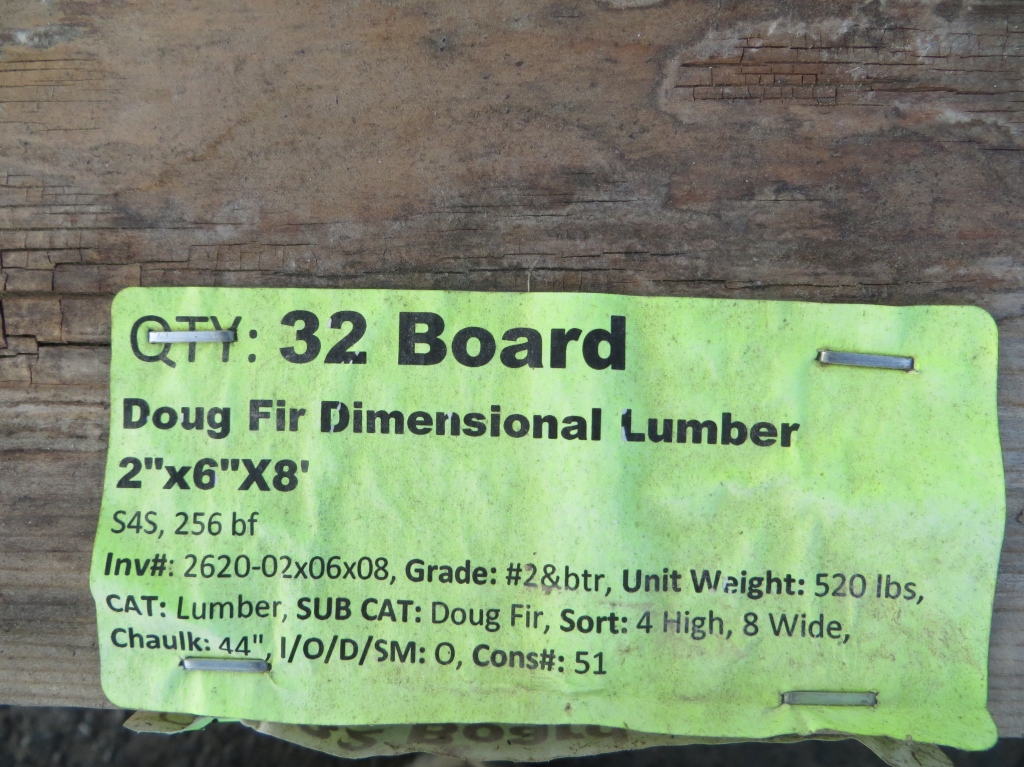 QTY: 32 Board
Doug Fir Dimensional Lumber
2"x6"X8'
S4S, 256 bf
Inv#: 2620-02x06x08, Grade: #2&btr, Unit Weight: 520 lbs,
CAT: Lumber, SUB CAT: Doug Fir, Sort: 4 High, 8 Wide,
Chaulk: 44", I/O/D/SM: O, Cons#: 51